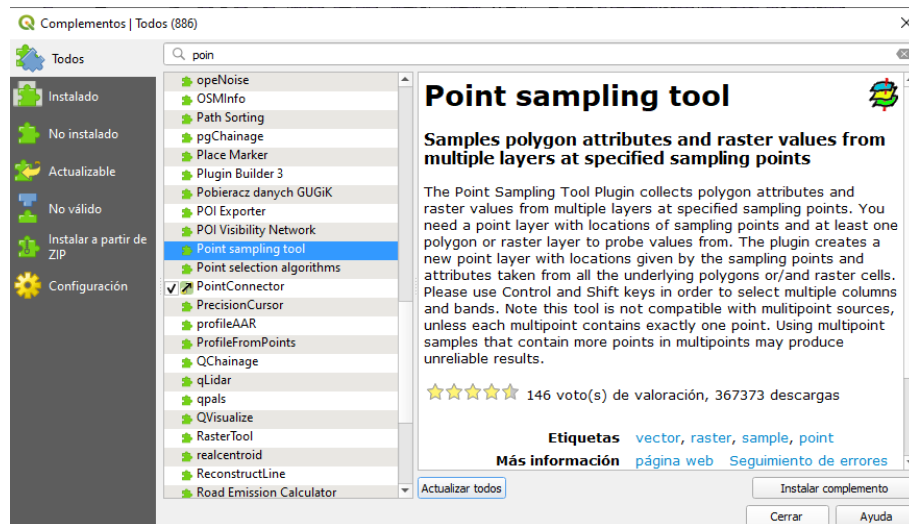 Complementos | Todos (886)
poin
Todos
Instalado
No instalado
Actualizable
No válido
Instalar a partir de
ZIP
Configuración
opeNoise
OSMInfo
Path Sorting
pgChainage
Place Marker
Plugin Builder 3
Pobieracz danych GUGiK
POI Exporter
POI Visibility Network
Point sampling tool
Point selection algorithms
PointConnector
PrecisionCursor
profileAAR
ProfileFromPoints
QChainage
qLidar
qpals
QVisualize
RasterTool
realcentroid
ReconstructLine
Road Emission Calculator
Point sampling tool
Samples polygon attributes and raster values from
multiple layers at specified sampling points
The Point Sampling Tool Plugin collects polygon attributes and
raster values from multiple layers at specified sampling points. You
need a point layer with locations of sampling points and at least one
polygon or raster layer to probe values from. The plugin creates a
new point layer with locations given by the sampling points and
attributes taken from all the underlying polygons or/and raster cells.
Please use Control and Shift keys in order to select multiple columns
and bands. Note this tool is not compatible with mulitipoint sources,
unless each multipoint contains exactly one point. Using multipoint
samples that contain more points in multipoints may produce
unreliable results.
146 voto(s) de valoración, 367373 descargas
Etiquetas vector, raster, sample, point
Más información página web Seguimiento de errores
Actualizar todos
Instalar complemento
Cerrar
Ayuda